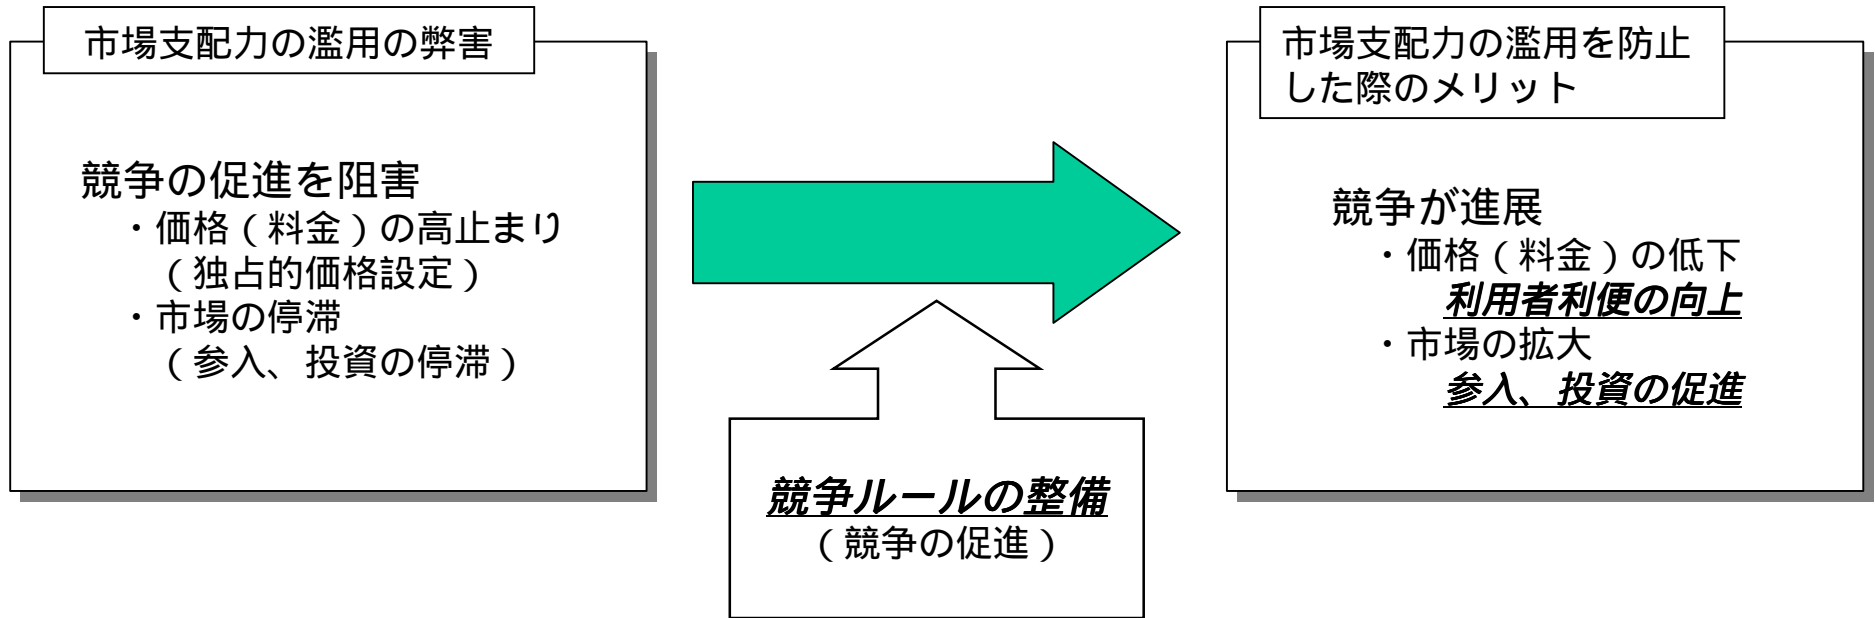 市場支配力の濫用の弊害
競争の促進を阻害
・価格（料金）の高止まり
（独占的価格設定）
・市場の停滞
（参入、投資の停滞）
競争ルールの整備
（競争の促進）
市場支配力の濫用を防止
した際のメリット
競争が進展
・価格（料金）の低下
利用者利便の向上
・市場の拡大
参入、投資の促進